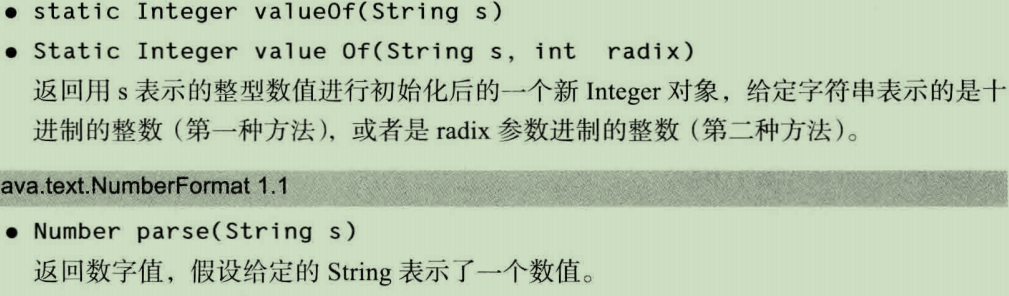 • static Integer valueOf(String s)
• Static Integer value Of(String s, int radix)
返回用 s 表示的整型数值进行初始化后的一个新 Integer 对象，给定字符串表示的是十
进制的整数（第一种方法），或者是 radix 参数进制的整数（第二种方法）。
ava.text.NumberFormat 1.1
• Number parse(String s)
返回数字值，假设给定的 String 表示了一个数值。